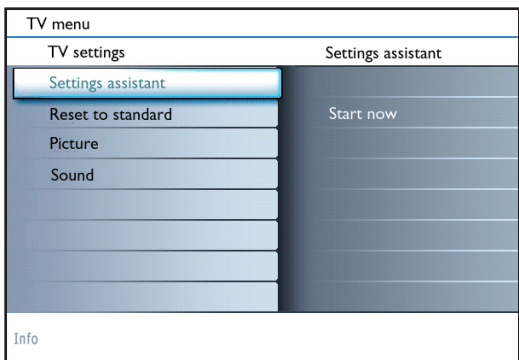 TV menu
TV settings
Settings assistant
Settings assistant
Reset to standard
Start now
Picture
Sound
Info